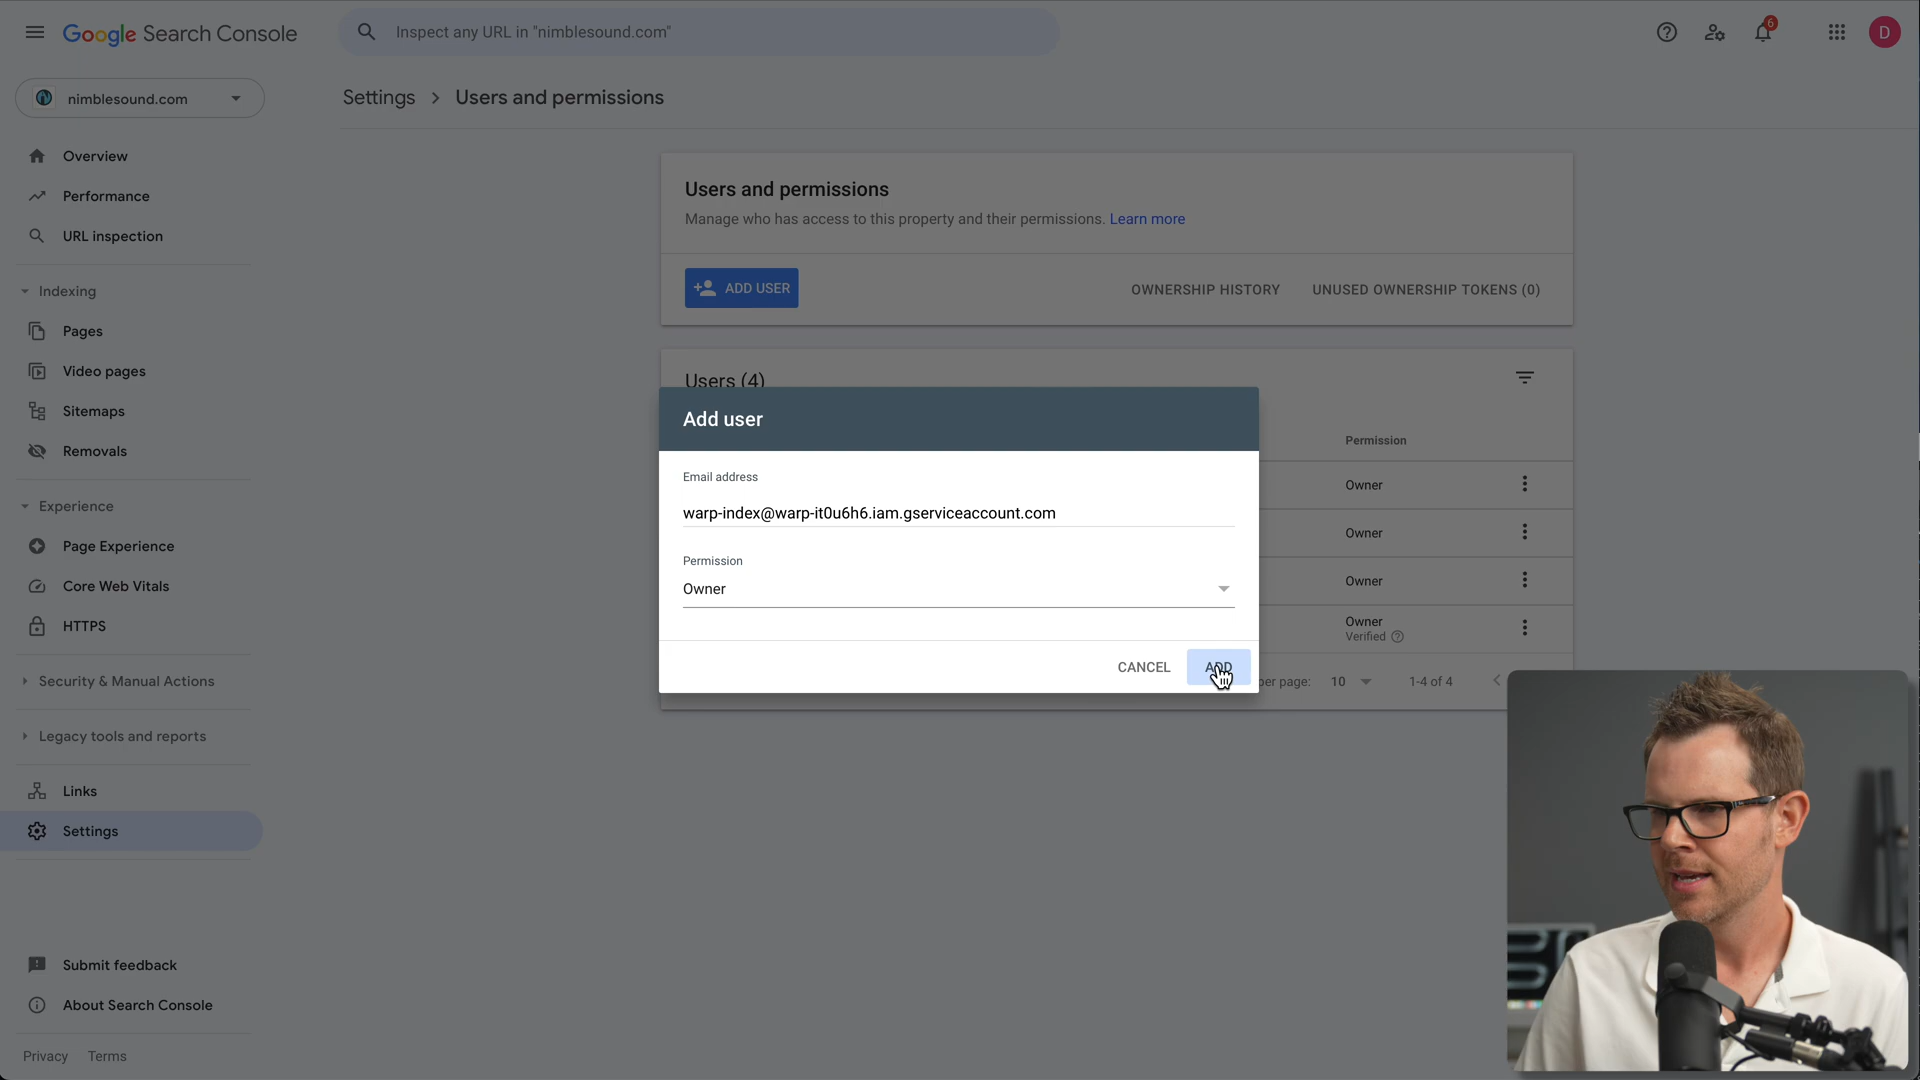 Google Search Console
Inspect any URL in "nimblesound.com"
6
D
nimblesound.com
Settings > Users and permissions
Overview
Performance
URL inspection
Indexing
Pages
Video pages
Sitemaps
Removals
Experience
Page Experience
Core Web Vitals
HTTPS
Security & Manual Actions
Legacy tools and reports
Links
Settings
Submit feedback
About Search Console
Privacy Terms
Users and permissions
Manage who has access to this property and their permissions. Learn more
ADD USER
OWNERSHIP HISTORY
UNUSED OWNERSHIP TOKENS (0)
Users (4)
Permission
Owner
Owner
Owner
Owner
Verified
per page: 10
1-4 of 4
Add user
Email address
warp-index@warp-it0u6h6.iam.gserviceaccount.com
Permission
Owner
CANCEL
ADD